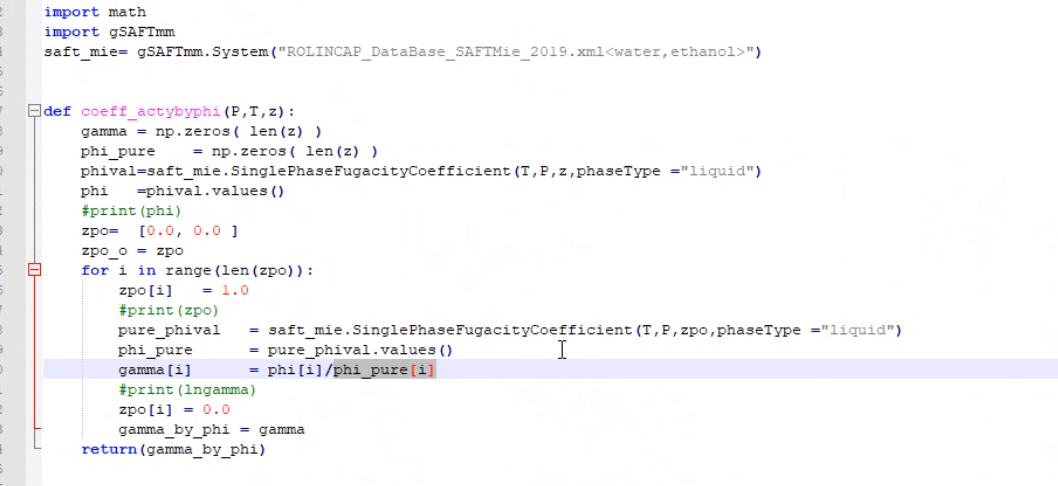 import math
import gSAFTmm
saft_mie= gSAFTmm.System("ROLINCAP_DataBase_SAFTMie_2019.xml<water,ethanol>")
def coeff_actybyphi(P,T,z):
gamma = np.zeros( len(z) )
phi_pure = np.zeros( len(z) )
phival=saft_mie.SinglePhaseFugacityCoefficient(T,P,z,phaseType ="liquid")
phi =phival.values()
#print(phi)
zpo= [0.0, 0.0 ]
zpo_o = zpo
for i in range(len(zpo)):
zpo[i] = 1.0
#print(zpo)
pure_phival = saft_mie.SinglePhaseFugacityCoefficient(T,P,zpo,phaseType ="liquid")
phi_pure = pure_phival.values()
gamma[i] = phi[i]/phi_pure[i]
#print(lngamma)
zpo[i] = 0.0
gamma_by_phi = gamma
return(gamma_by_phi)